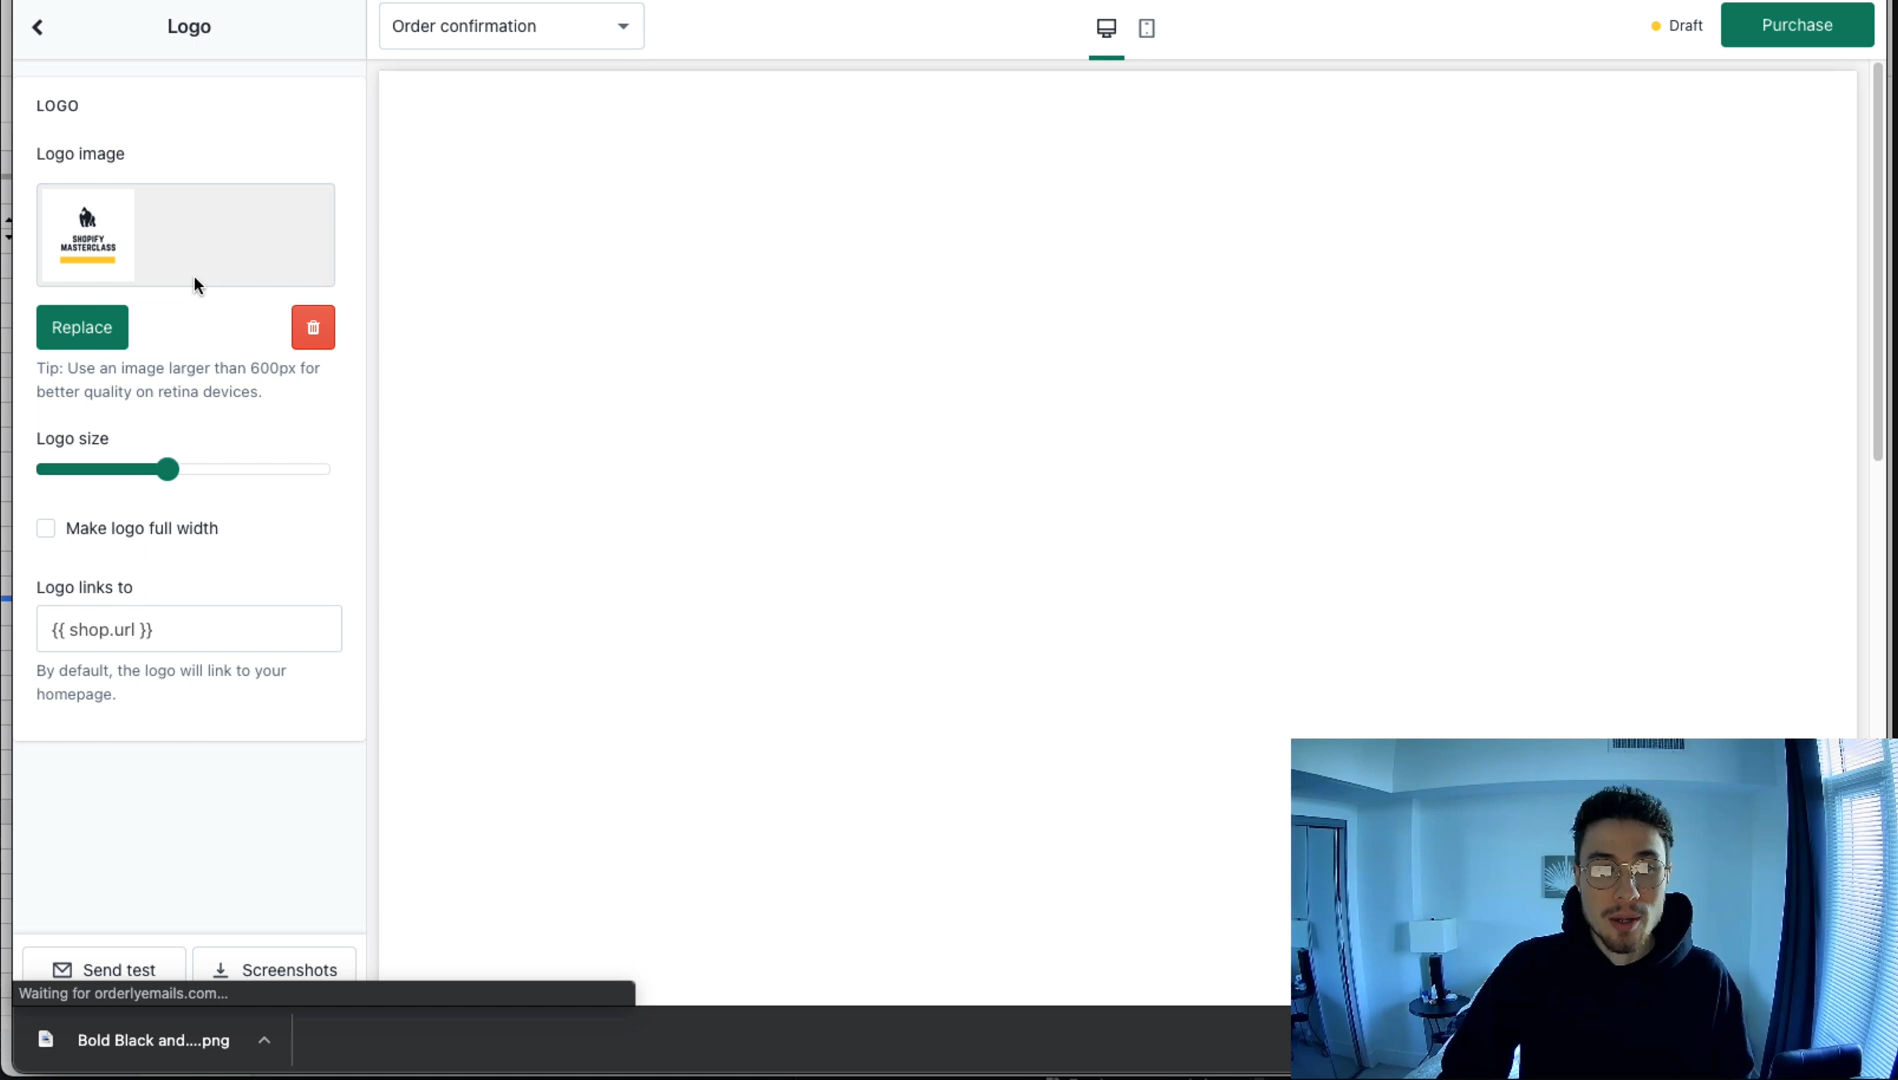 Logo
Order confirmation
Draft
Purchase
LOGO
Logo image
SHOPIFY
MASTERCLASS
Replace
Tip: Use an image larger than 600px for
better quality on retina devices.
Logo size
Make logo full width
Logo links to
{{ shop.url }}
By default, the logo will link to your
homepage.
Send test
Screenshots
Waiting for orderlyemails.com...
Bold Black and....png